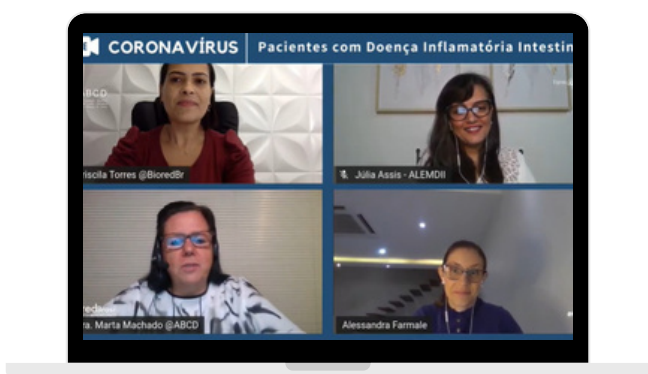 CORONAVÍRUS
Pacientes com Doença Inflamatória Intestin
ABCD
riscila Torres @BioredBr
Júlia Assis - ALEMDII
ra. Marta Machado @ABCD
Alessandra Farmale